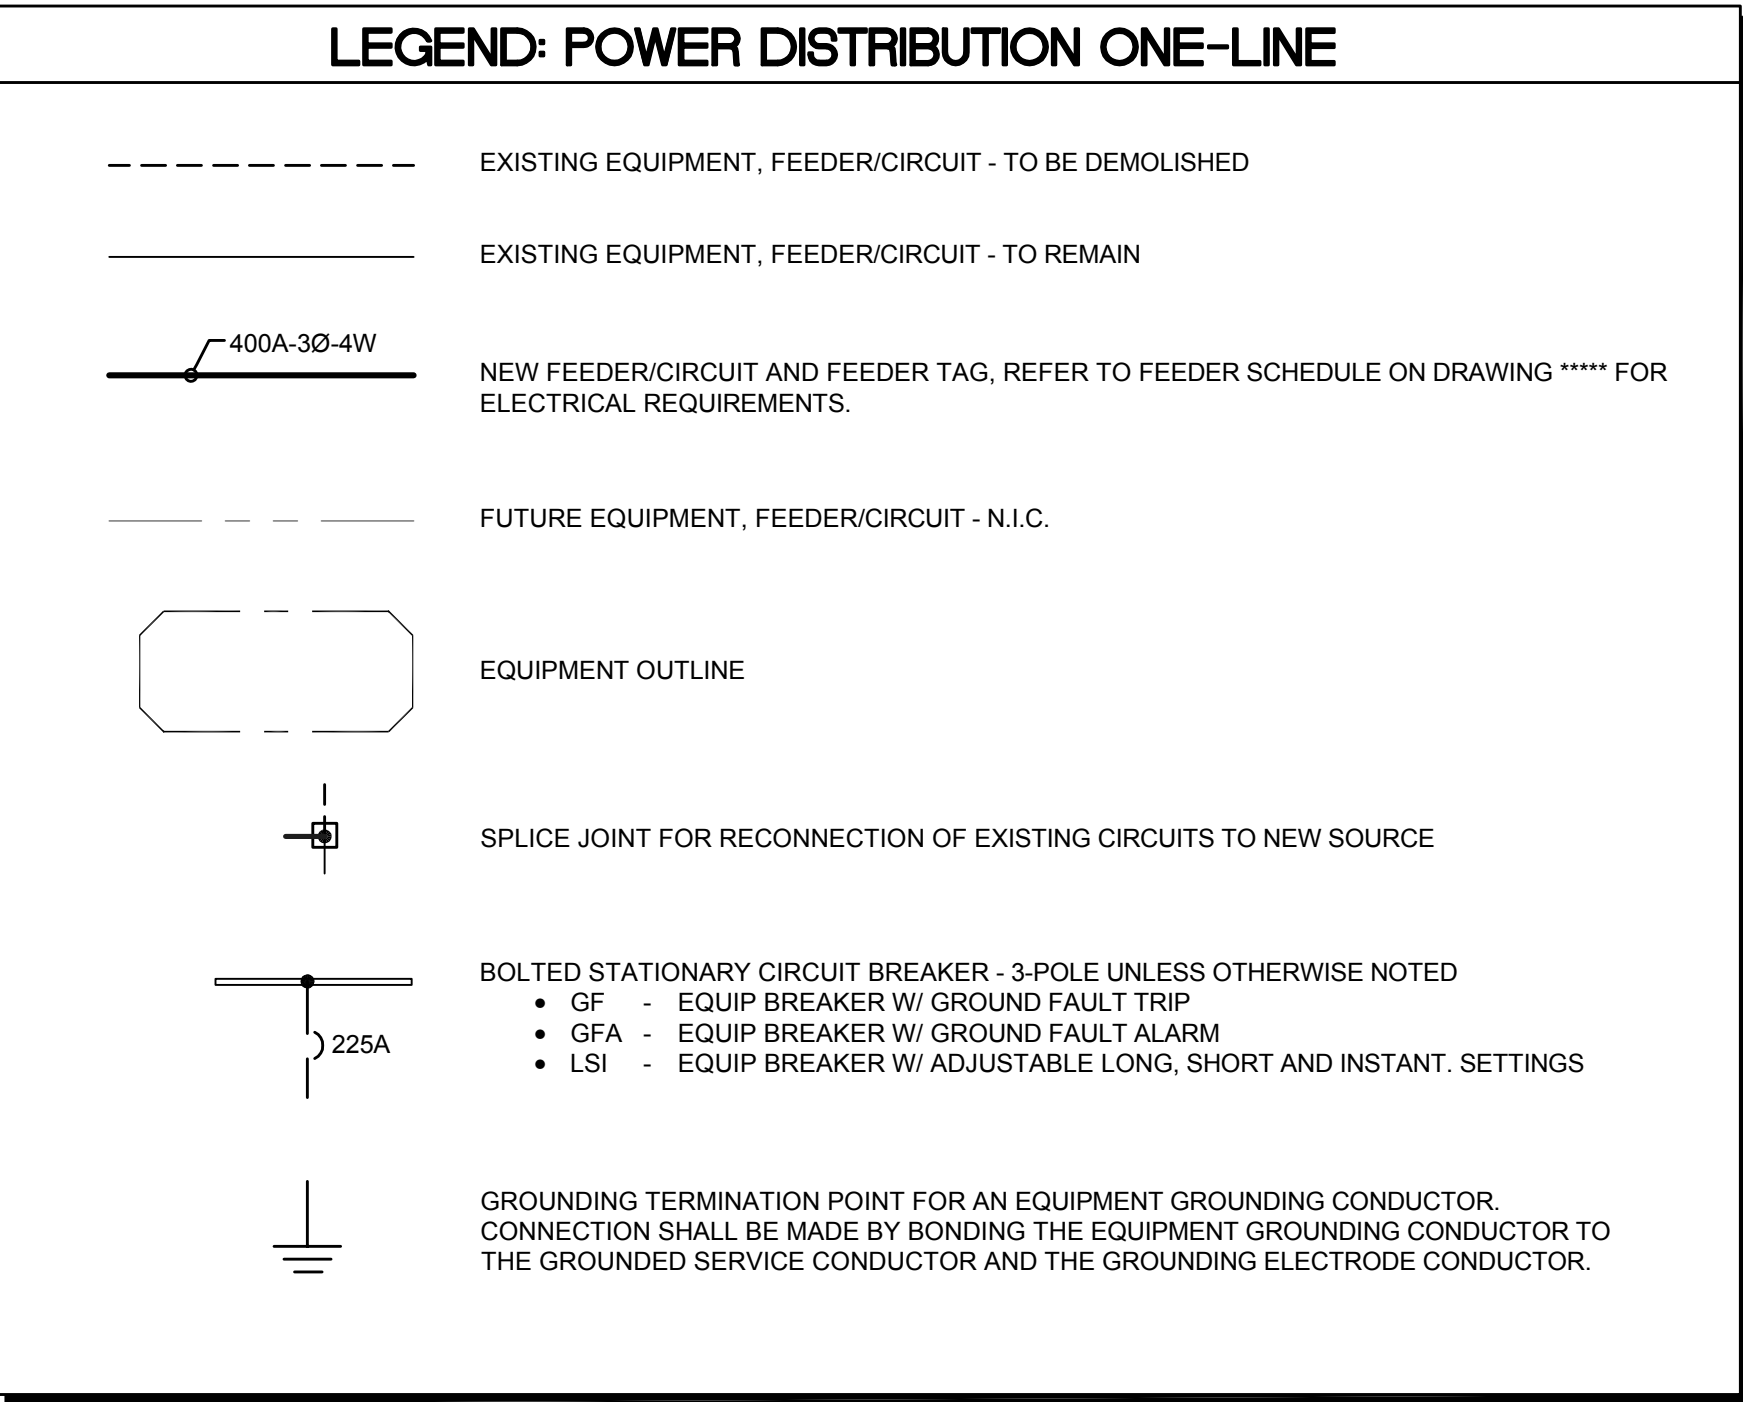 LEGEND: POWER DISTRIBUTION ONE-LINE
EXISTING EQUIPMENT, FEEDER/CIRCUIT - TO BE DEMOLISHED
EXISTING EQUIPMENT, FEEDER/CIRCUIT - TO REMAIN
400A-3Ø-4W
NEW FEEDER/CIRCUIT AND FEEDER TAG, REFER TO FEEDER SCHEDULE ON DRAWING ***** FOR
ELECTRICAL REQUIREMENTS.
FUTURE EQUIPMENT, FEEDER/CIRCUIT - N.I.C.
EQUIPMENT OUTLINE
SPLICE JOINT FOR RECONNECTION OF EXISTING CIRCUITS TO NEW SOURCE
BOLTED STATIONARY CIRCUIT BREAKER - 3-POLE UNLESS OTHERWISE NOTED
• GF - EQUIP BREAKER W/ GROUND FAULT TRIP
• GFA - EQUIP BREAKER W/ GROUND FAULT ALARM
225A
• LSI - EQUIP BREAKER W/ ADJUSTABLE LONG, SHORT AND INSTANT. SETTINGS
GROUNDING TERMINATION POINT FOR AN EQUIPMENT GROUNDING CONDUCTOR.
CONNECTION SHALL BE MADE BY BONDING THE EQUIPMENT GROUNDING CONDUCTOR TO
THE GROUNDED SERVICE CONDUCTOR AND THE GROUNDING ELECTRODE CONDUCTOR.